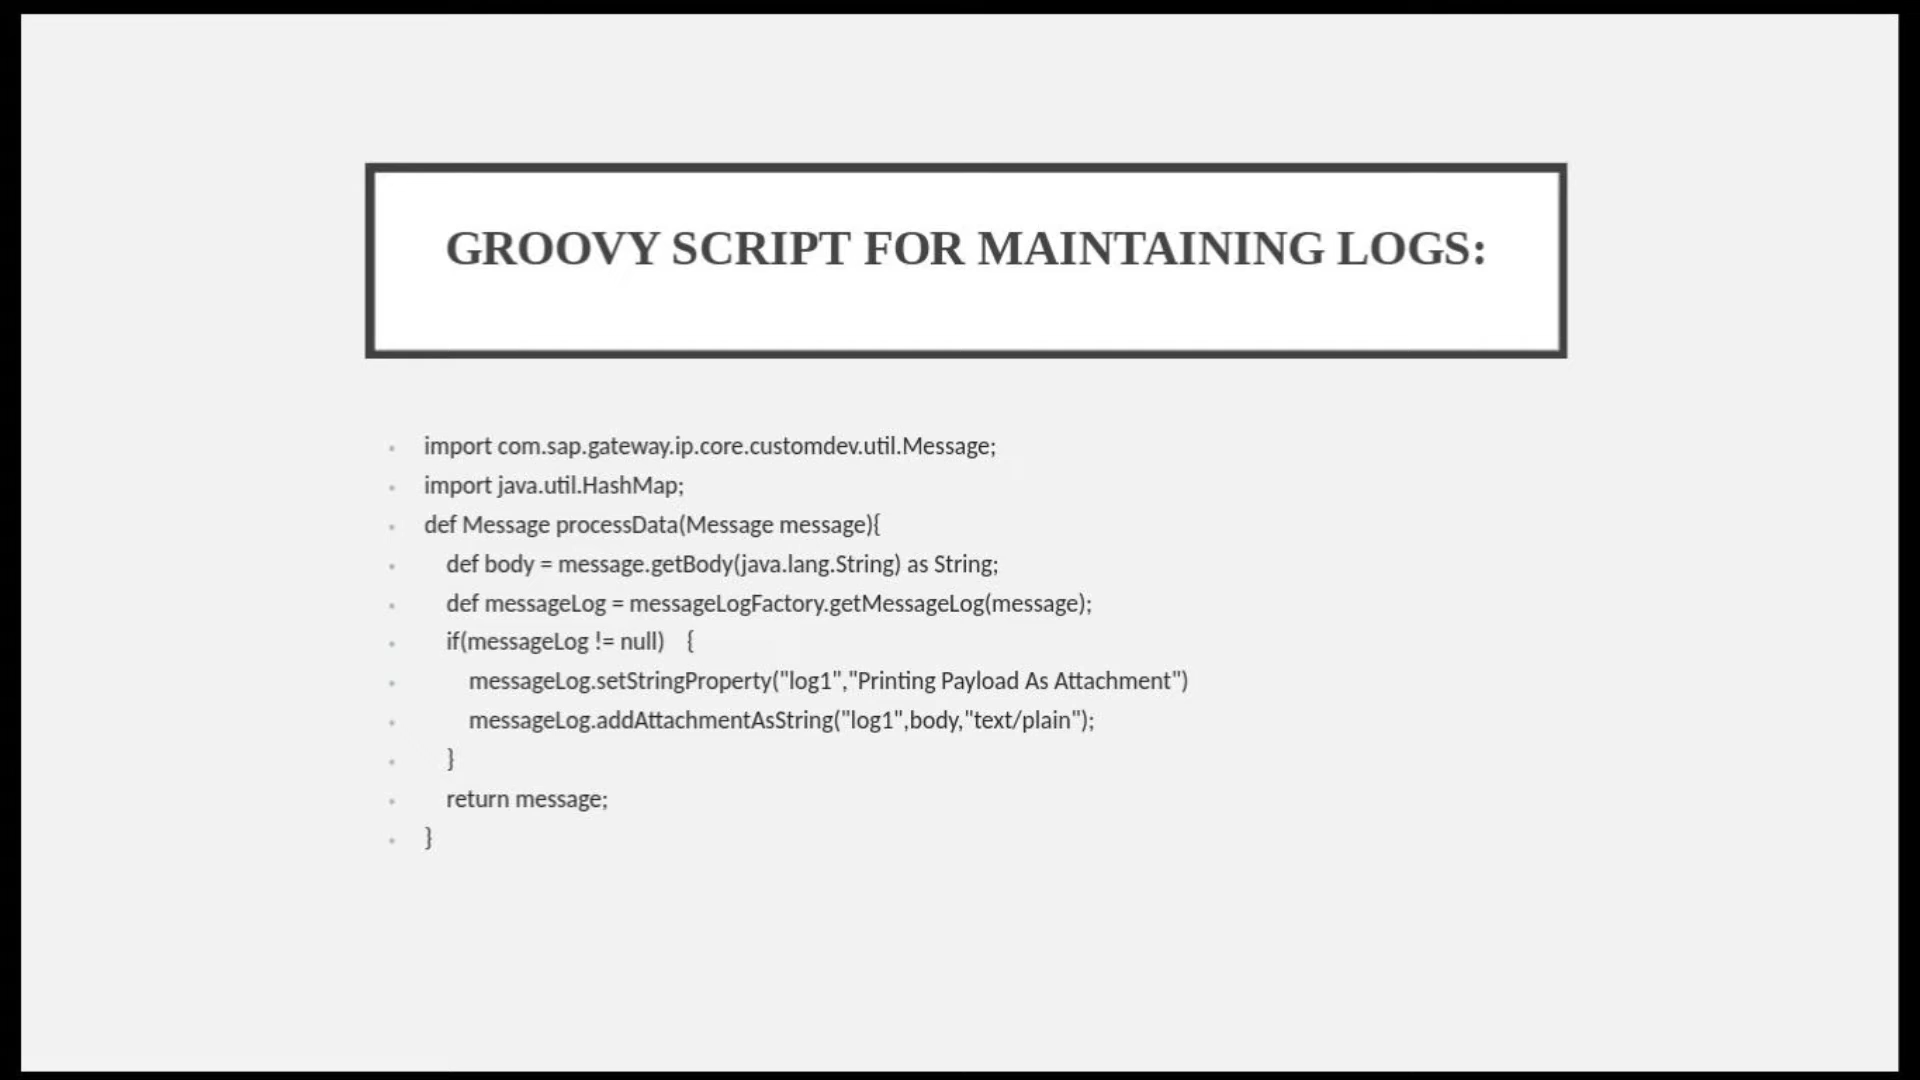 GROOVY SCRIPT FOR MAINTAINING LOGS:
import com.sap.gateway.ip.core.customdev.util.Message;
import java.util.HashMap;
def Message processData(Message message){
def body = message.getBody(java.lang.String) as String;
def messageLog = messageLogFactory.getMessageLog(message);
if(messageLog != null)    {
messageLog.setStringProperty("log1","Printing Payload As Attachment")
messageLog.addAttachmentAsString("log1",body,"text/plain");
}
return message;
}